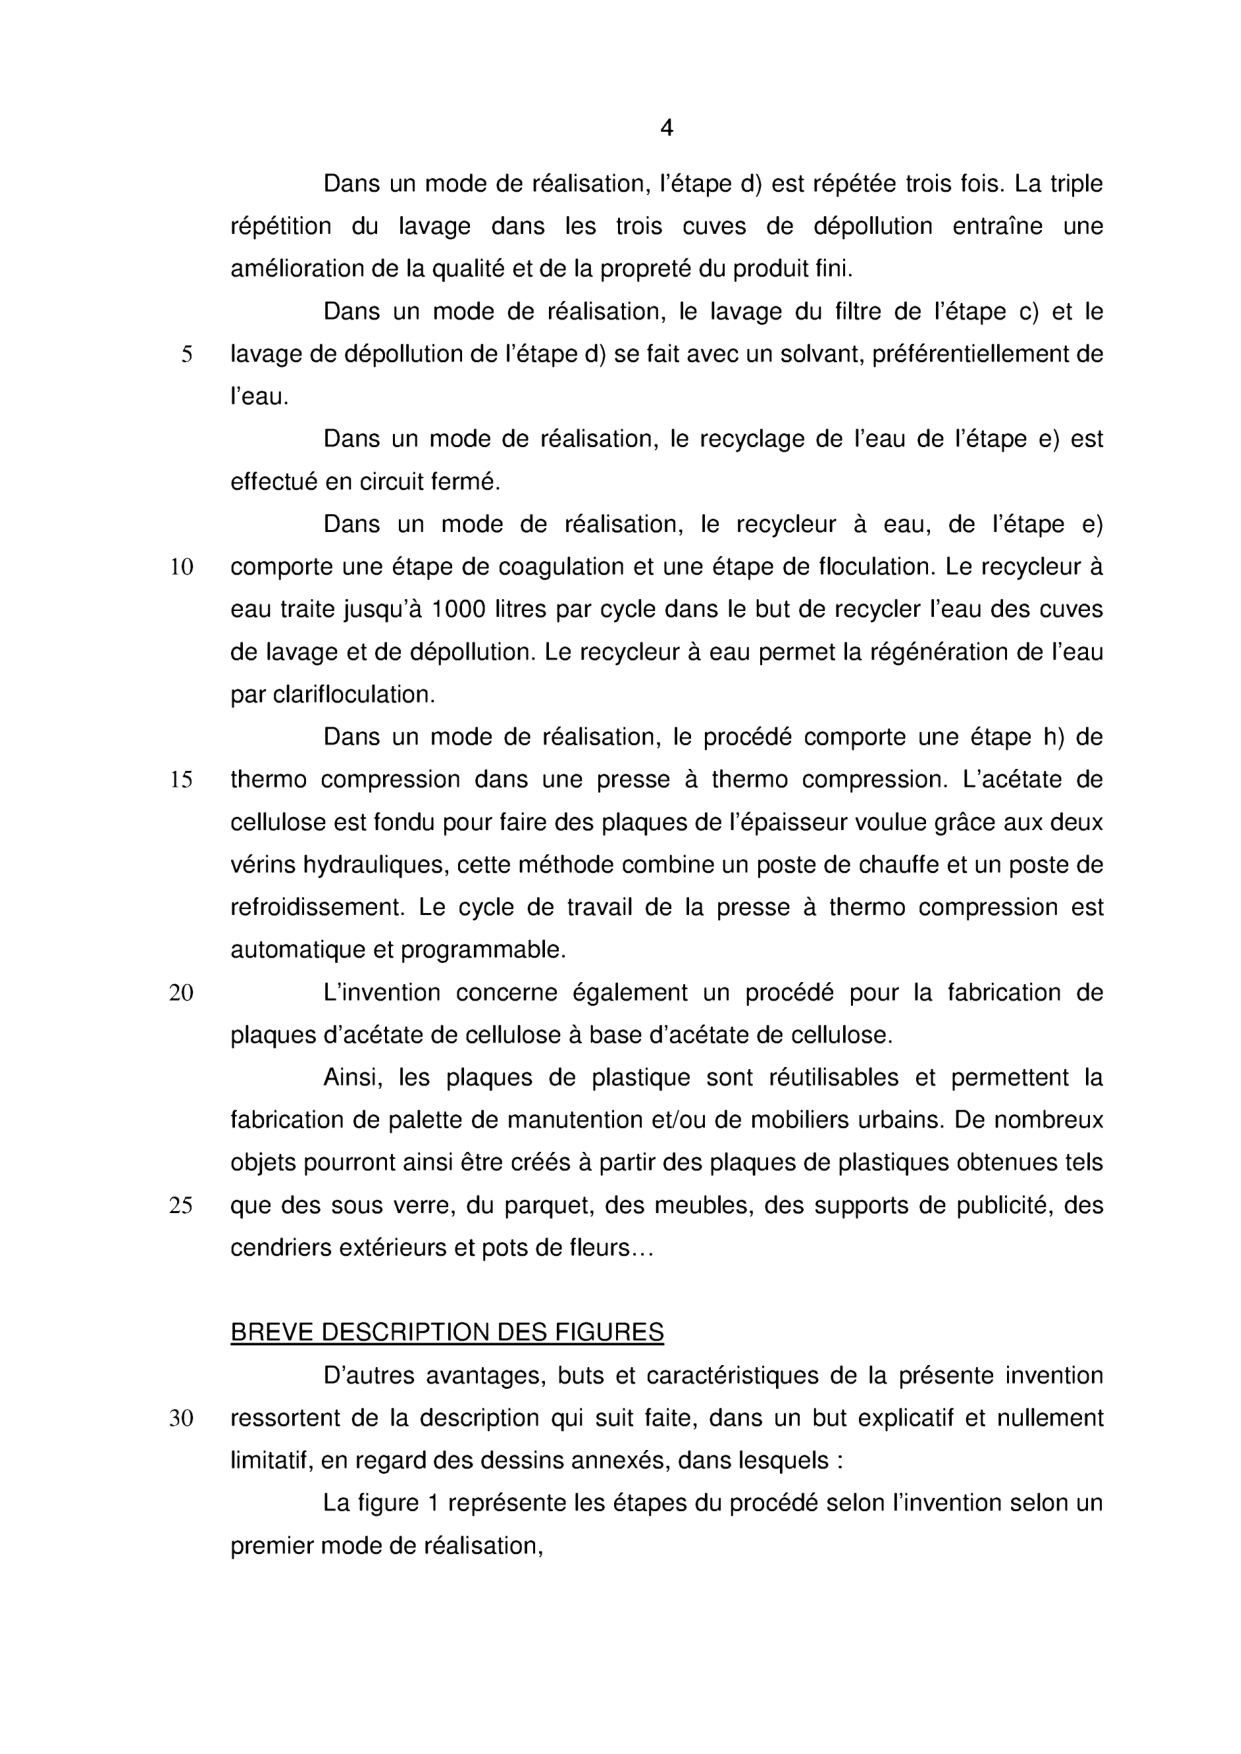 4
Dans un mode de réalisation, l'étape d) est répétée trois fois. La triple
répétition du lavage dans les trois cuves de dépollution entraîne une
amélioration de la qualité et de la propreté du produit fini.
Dans un mode de réalisation, le lavage du filtre de l'étape c) et le
5 lavage de dépollution de l'étape d) se fait avec un solvant, préférentiellement de
l'eau.
Dans un mode de réalisation, le recyclage de l'eau de l'étape e) est
effectué en circuit fermé.
Dans un mode de réalisation, le recycleur à eau, de l'étape e)
10 comporte une étape de coagulation et une étape de floculation. Le recycleur à
eau traite jusqu'à 1000 litres par cycle dans le but de recycler l'eau des cuves
de lavage et de dépollution. Le recycleur à eau permet la régénération de l'eau
par clarifloculation.
Dans un mode de réalisation, le procédé comporte une étape h) de
15 thermo compression dans une presse à thermo compression. L'acétate de
cellulose est fondu pour faire des plaques de l'épaisseur voulue grâce aux deux
vérins hydrauliques, cette méthode combine un poste de chauffe et un poste de
refroidissement. Le cycle de travail de la presse à thermo compression est
automatique et programmable.
20 L'invention concerne également un procédé pour la fabrication de
plaques d'acétate de cellulose à base d'acétate de cellulose.
Ainsi, les plaques de plastique sont réutilisables et permettent la
fabrication de palette de manutention et/ou de mobiliers urbains. De nombreux
objets pourront ainsi être créés à partir des plaques de plastiques obtenues tels
25 que des sous verre, du parquet, des meubles, des supports de publicité, des
cendriers extérieurs et pots de fleurs…
BREVE DESCRIPTION DES FIGURES
D'autres avantages, buts et caractéristiques de la présente invention
30 ressortent de la description qui suit faite, dans un but explicatif et nullement
limitatif, en regard des dessins annexés, dans lesquels :
La figure 1 représente les étapes du procédé selon l'invention selon un
premier mode de réalisation,